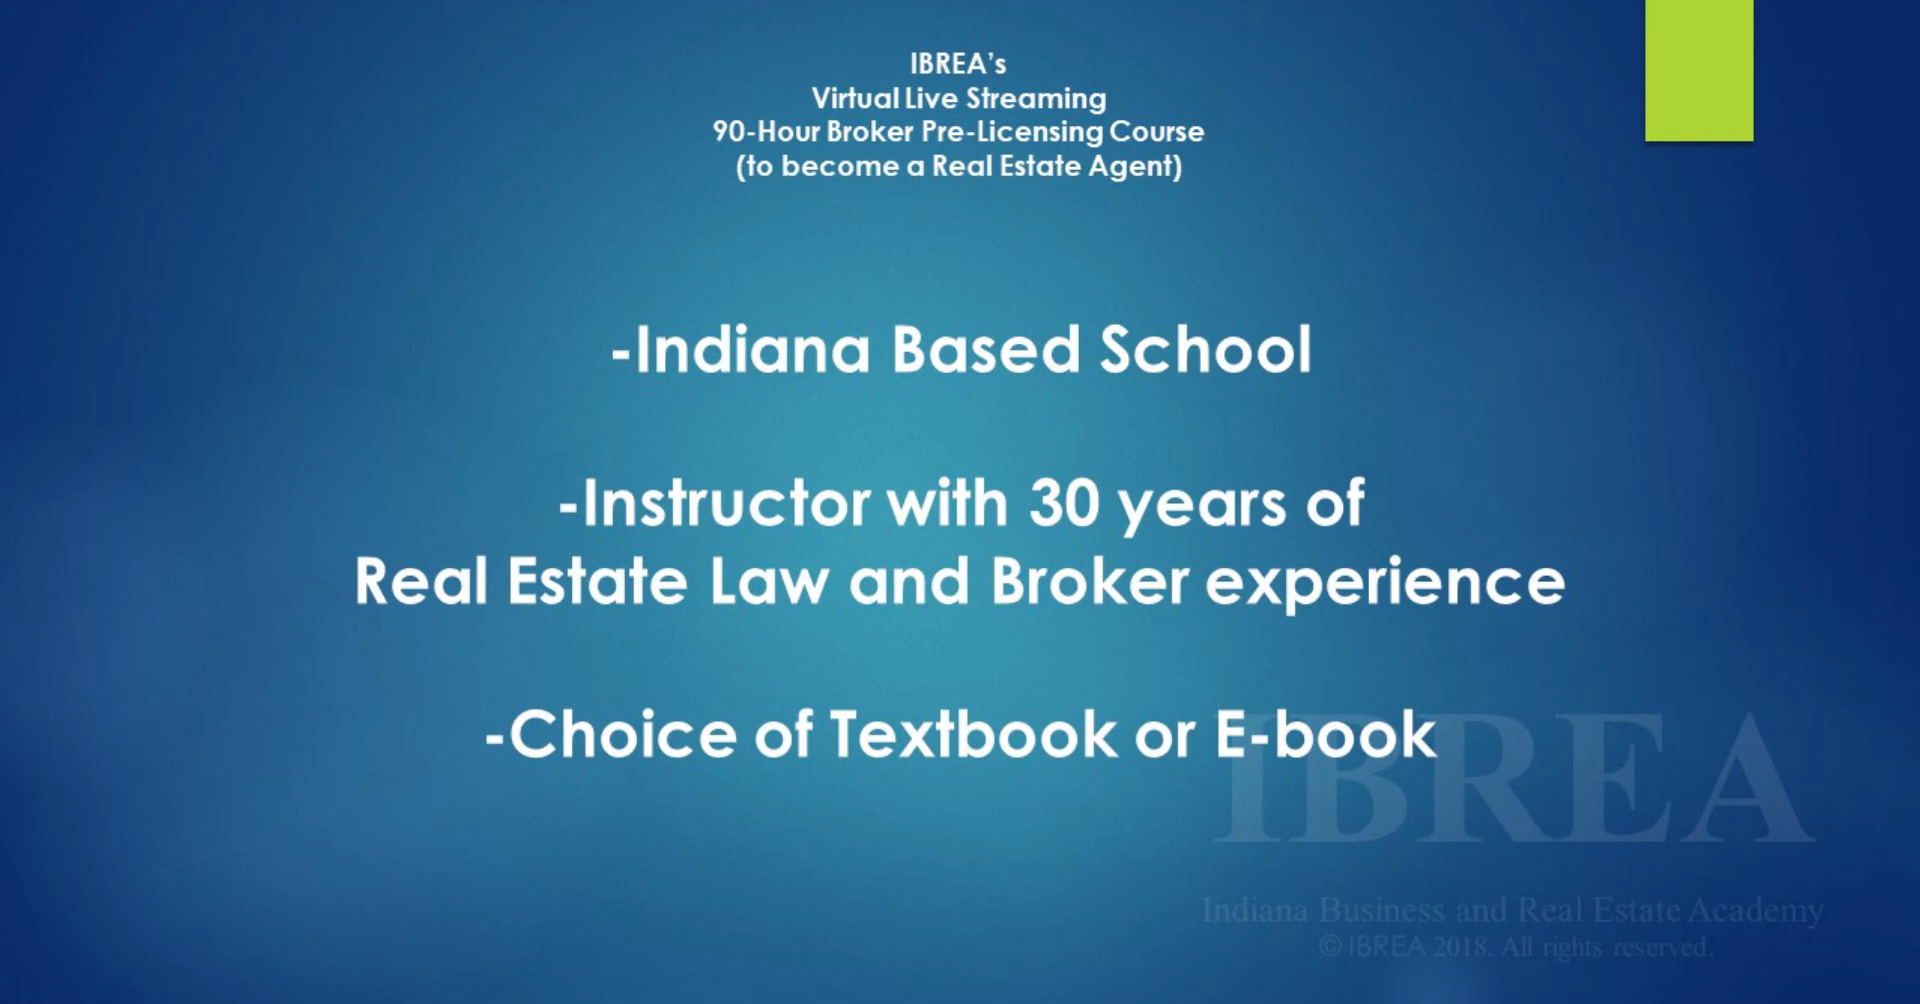 IBREA’s
Virtual Live Streaming
90-Hour Broker Pre-Licensing Course
(to become a Real Estate Agent)
-Indiana Based School
-Instructor with 30 years of
Real Estate Law and Broker experience
-Choice of Textbook or E-book
IBREA
Indiana Business and Real Estate Academy
© IBREA 2018. All rights reserved.